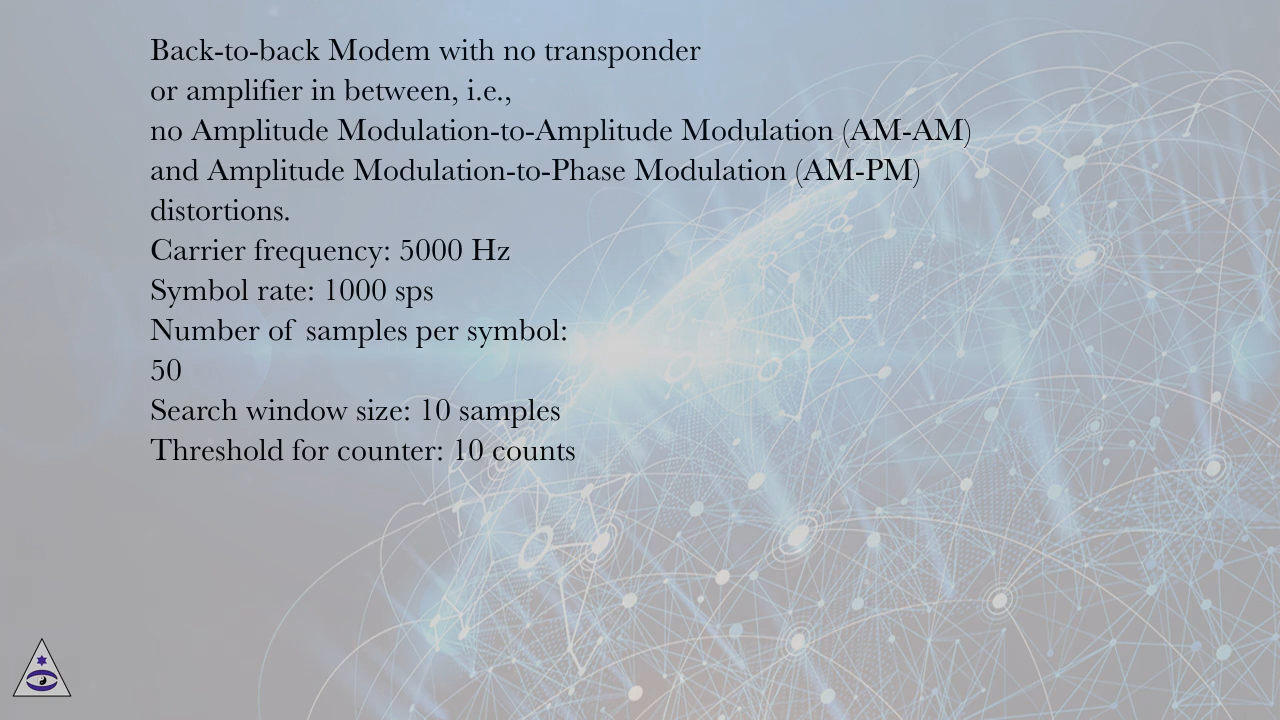 Back-to-back Modem with no transponder
or amplifier in between, i.e.,
no Amplitude Modulation-to-Amplitude Modulation (AM-AM)
and Amplitude Modulation-to-Phase Modulation (AM-PM)
distortions.
Carrier frequency: 5000 Hz
Symbol rate: 1000 sps
Number of samples per symbol:
50
Search window size: 10 samples
Threshold for counter: 10 counts